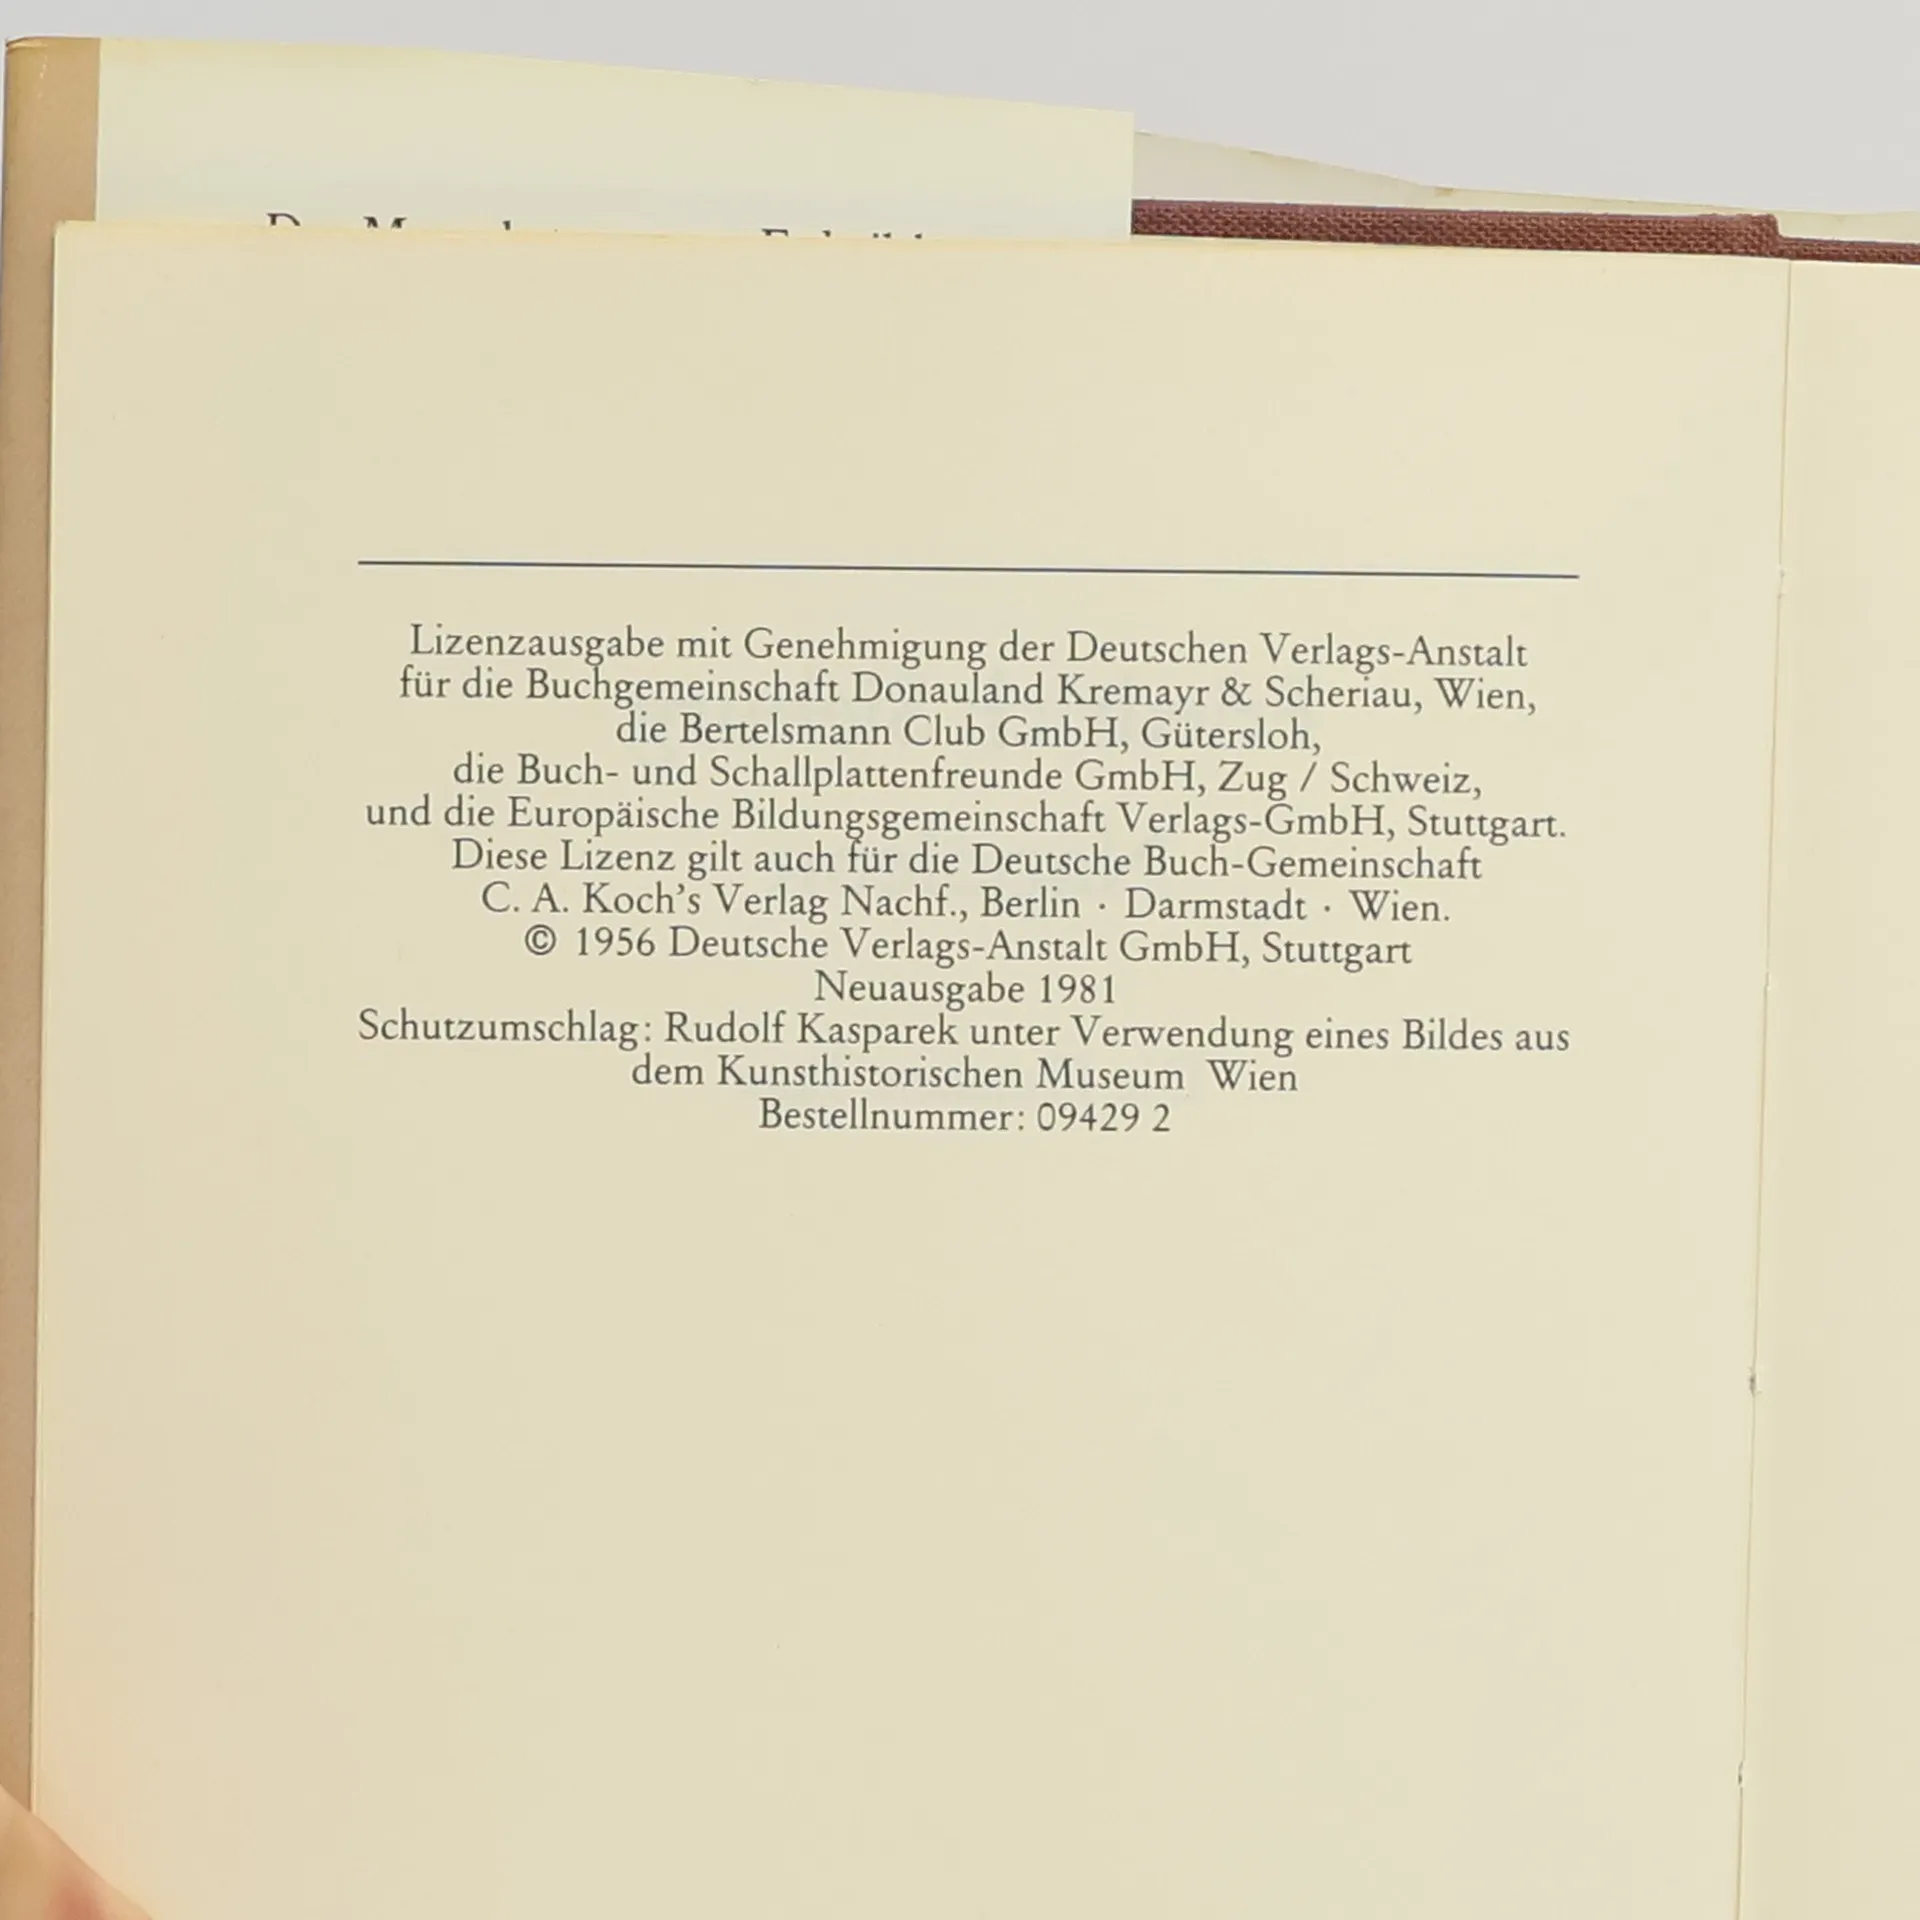 Lizenzausgabe mit Genehmigung der Deutschen Verlags-Anstalt
für die Buchgemeinschaft Donauland Kremayr & Scheriau, Wien,
die Bertelsmann Club GmbH, Gütersloh,
die Buch- und Schallplattenfreunde GmbH, Zug / Schweiz,
und die Europäische Bildungsgemeinschaft Verlags-GmbH, Stuttgart.
Diese Lizenz gilt auch für die Deutsche Buch-Gemeinschaft
C. A. Koch's Verlag Nachf., Berlin · Darmstadt · Wien.
© 1956 Deutsche Verlags-Anstalt GmbH, Stuttgart
Neuausgabe 1981
Schutzumschlag: Rudolf Kasparek unter Verwendung eines Bildes aus
dem Kunsthistorischen Museum Wien
Bestellnummer: 09429 2